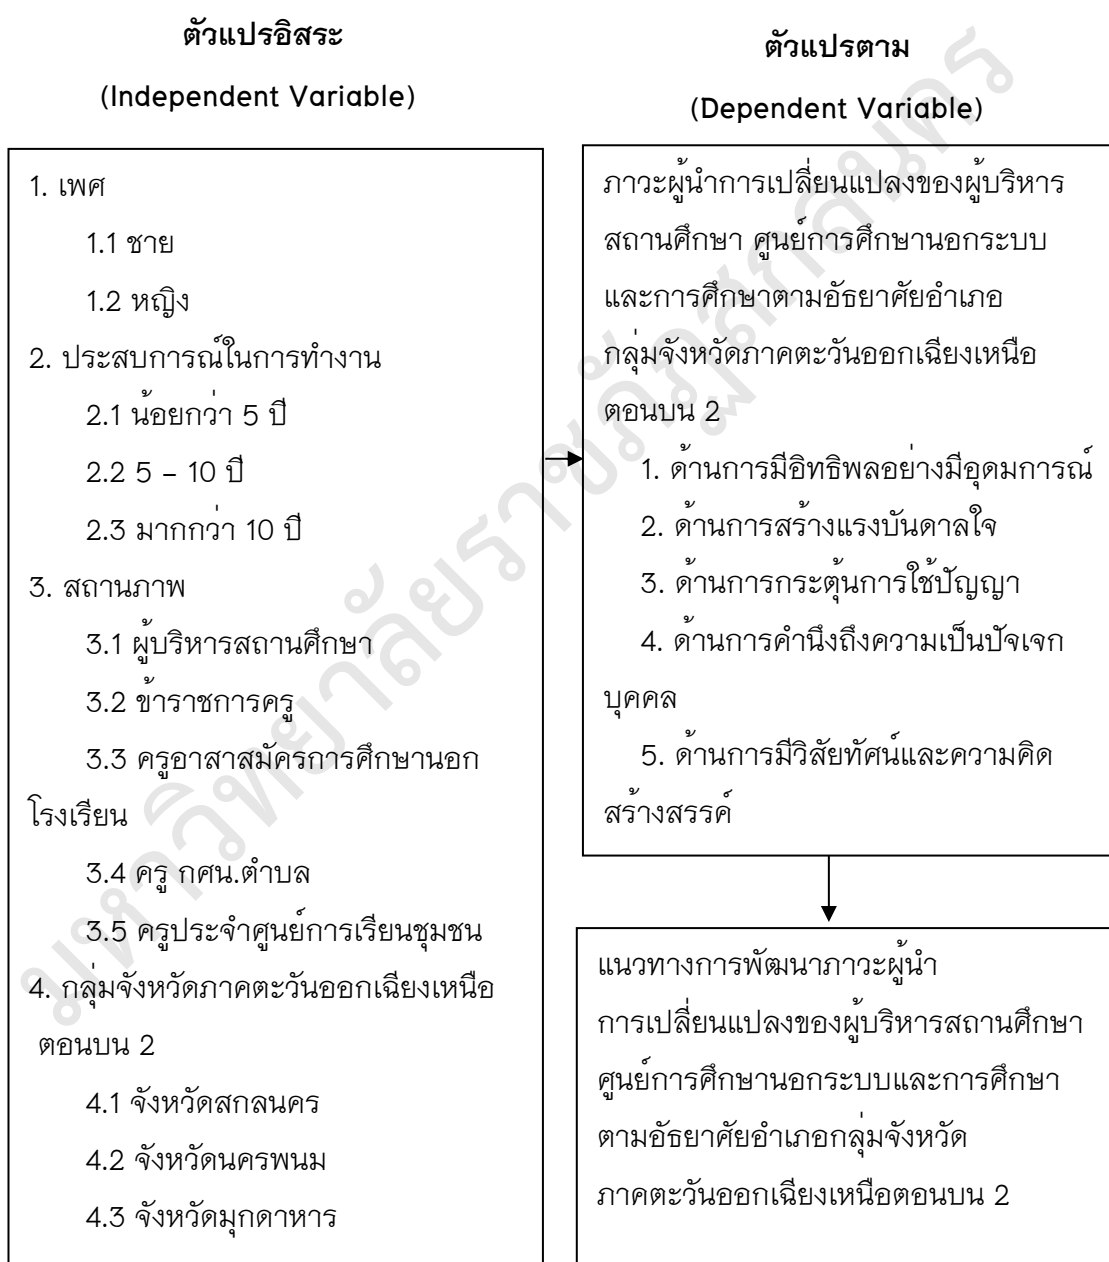 ตัวแปรอิสระ
(Independent Variable)
1. เพศ
1.1 ชาย
1.2 หญิง
2. ประสบการณ์ในการทำงาน
2.1 น้อยกว่า 5 ปี
2.2 5 – 10 ปี
2.3 มากกว่า 10 ปี
3. สถานภาพ
3.1 ผู้บริหารสถานศึกษา
3.2 ข้าราชการครู
3.3 ครูอาสาสมัครการศึกษานอก
โรงเรียน
3.4 ครู กศน.ตำบล
3.5 ครูประจำศูนย์การเรียนชุมชน
4. กลุ่มจังหวัดภาคตะวันออกเฉียงเหนือ
ตอนบน 2
4.1 จังหวัดสกลนคร
4.2 จังหวัดนครพนม
4.3 จังหวัดมุกดาหาร
ตัวแปรตาม
(Dependent Variable)
ภาวะผู้นำการเปลี่ยนแปลงของผู้บริหาร
สถานศึกษา ศูนย์การศึกษานอกระบบ
และการศึกษาตามอัธยาศัยอำเภอ
กลุ่มจังหวัดภาคตะวันออกเฉียงเหนือ
ตอนบน 2
1. ด้านการมีอิทธิพลอย่างมีอุดมการณ์
2. ด้านการสร้างแรงบันดาลใจ
3. ด้านการกระตุ้นการใช้ปัญญา
4. ด้านการคำนึงถึงความเป็นปัจเจก
บุคคล
5. ด้านการมีวิสัยทัศน์และความคิด
สร้างสรรค์
แนวทางการพัฒนาภาวะผู้นำ
การเปลี่ยนแปลงของผู้บริหารสถานศึกษา
ศูนย์การศึกษานอกระบบและการศึกษา
ตามอัธยาศัยอำเภอกลุ่มจังหวัด
ภาคตะวันออกเฉียงเหนือตอนบน 2
มหาวิทยาลัยราชภัฏสกลนคร